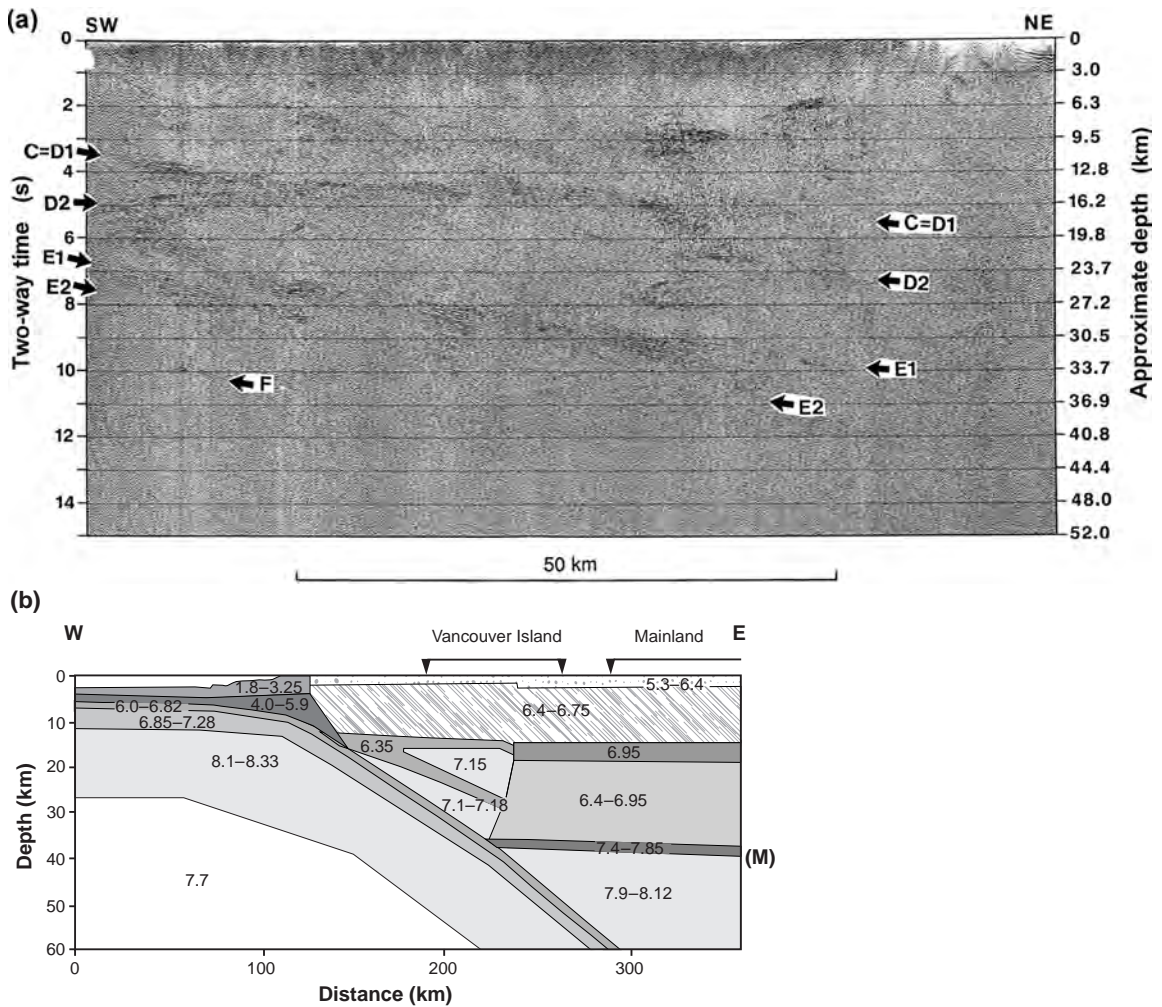 (a)
SW NE
0 0
3.0
2 6.3
9.5
C=D1
4 12.8
D2 16.2
C=D1
6 19.8
E1 23.7
D2
E2
8 27.2
30.5
10 33.7
F E1
36.9
E2
12 40.8
44.4
14 48.0
52.0
Two-way time (s)
Approximate depth (km)
50 km
(b)
W Vancouver Island Mainland E
0
1.8–3.25 5.3–6.4
6.0–6.82 4.0–5.9 6.4–6.75
10 6.85–7.28
6.35 6.95
20 8.1–8.33 7.15
7.1–7.18 6.4–6.95
30
7.4–7.85
40 (M)
7.7 7.9–8.12
50
60
Depth (km)
0 100 200 300
Distance (km)